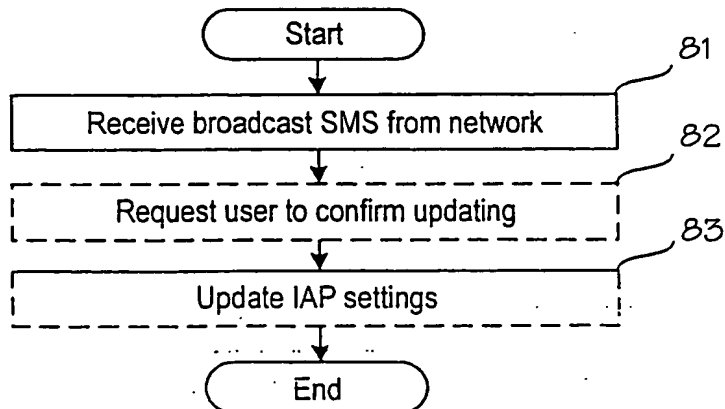 Start
81
Receive broadcast SMS from network
82
Request user to confirm updating
83
Update IAP settings
End